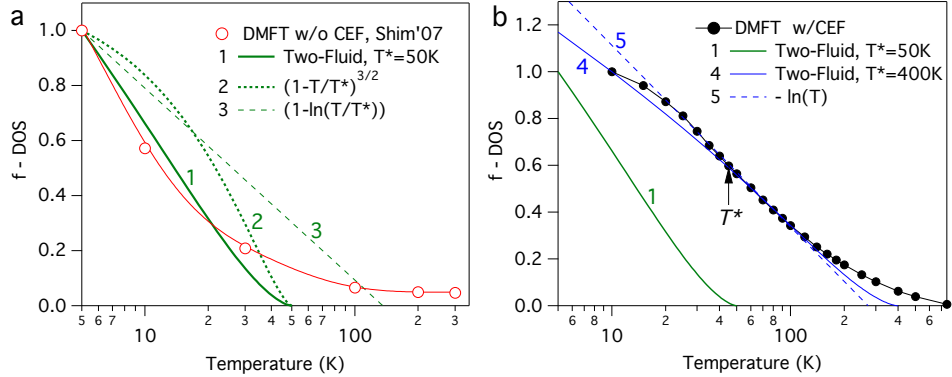 a
DMFT w/o CEF, Shim'07
1 Two-Fluid, T*=50K
2 (1-T/T*)^3/2
3 (1-ln(T/T*))
1.0
0.8
0.6
0.4
0.2
0.0
f - DOS
1
2
3
5 6 7 10 2 3 4 5 6 7 100 2 3
Temperature (K)
b
DMFT w/CEF
1 Two-Fluid, T*=50K
4 Two-Fluid, T*=400K
5 - ln(T)
1.2
1.0
0.8
0.6
0.4
0.2
0.0
f - DOS
5
4
1
T*
6 8 10 2 4 6 8 100 2 4 6
Temperature (K)